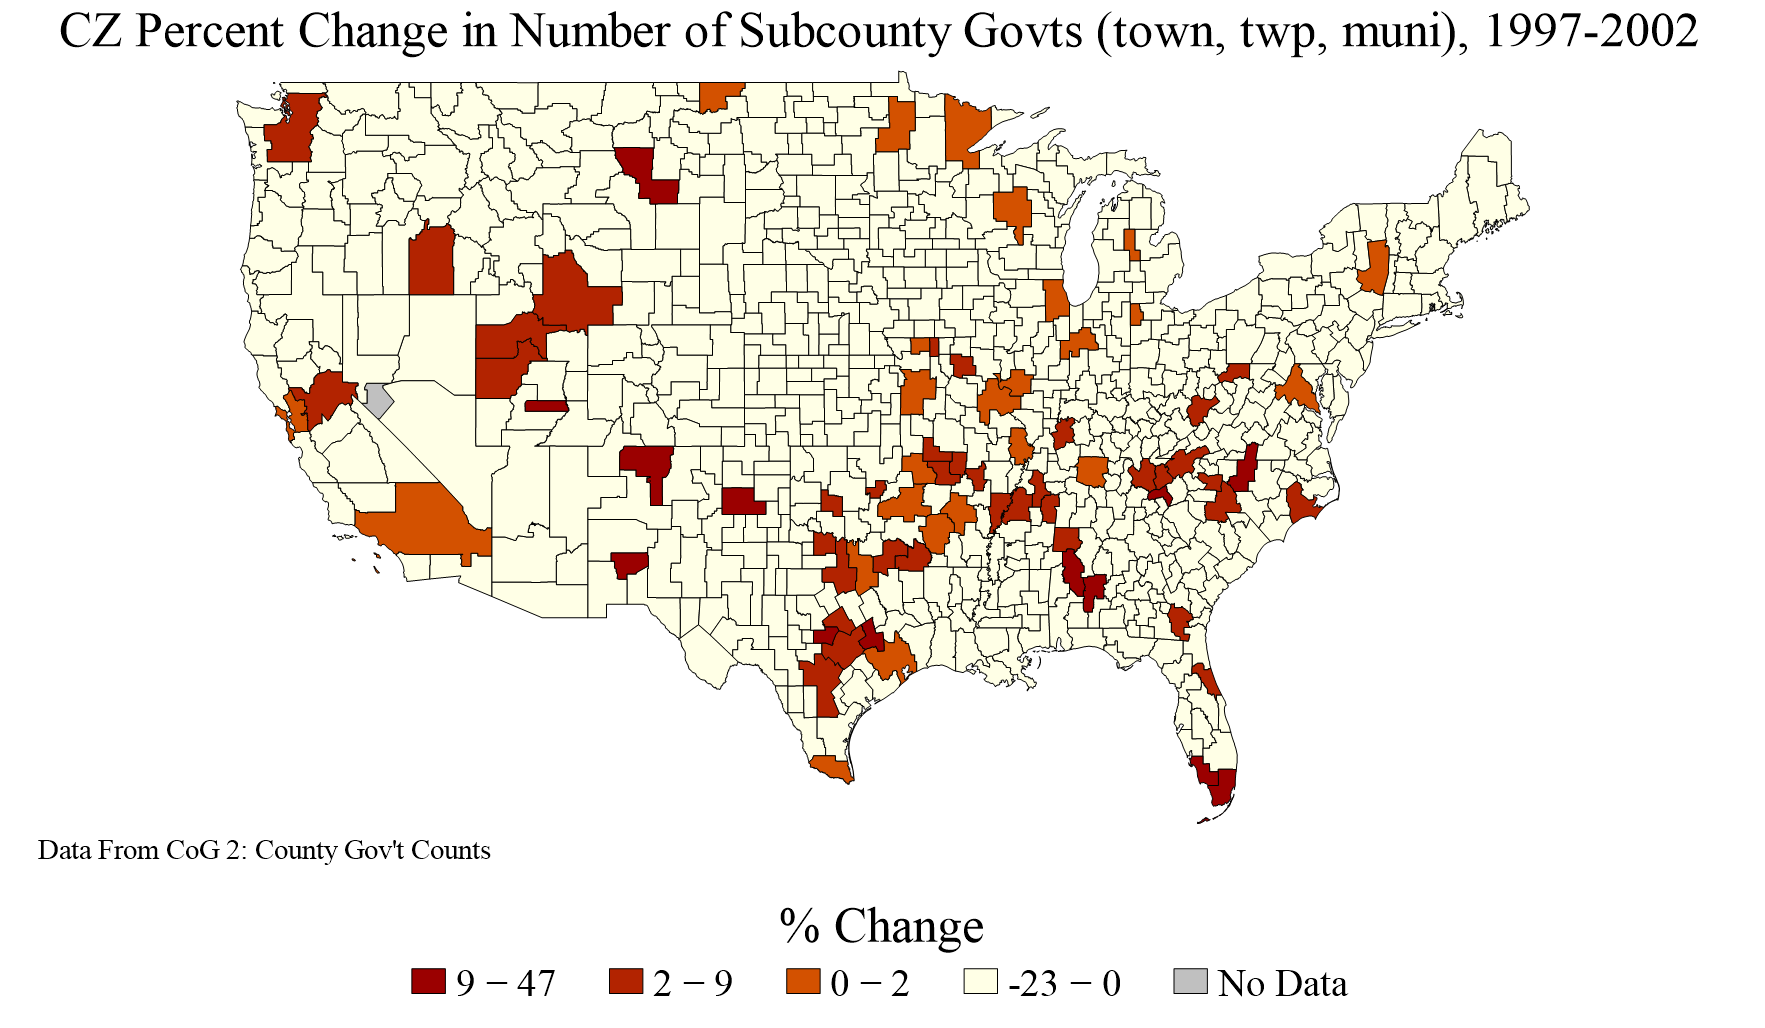 CZ Percent Change in Number of Subcounty Govts (town, twp, muni), 1997-2002
Data From CoG 2: County Gov't Counts
% Change
9 − 47
2 − 9
0 − 2
-23 − 0
No Data